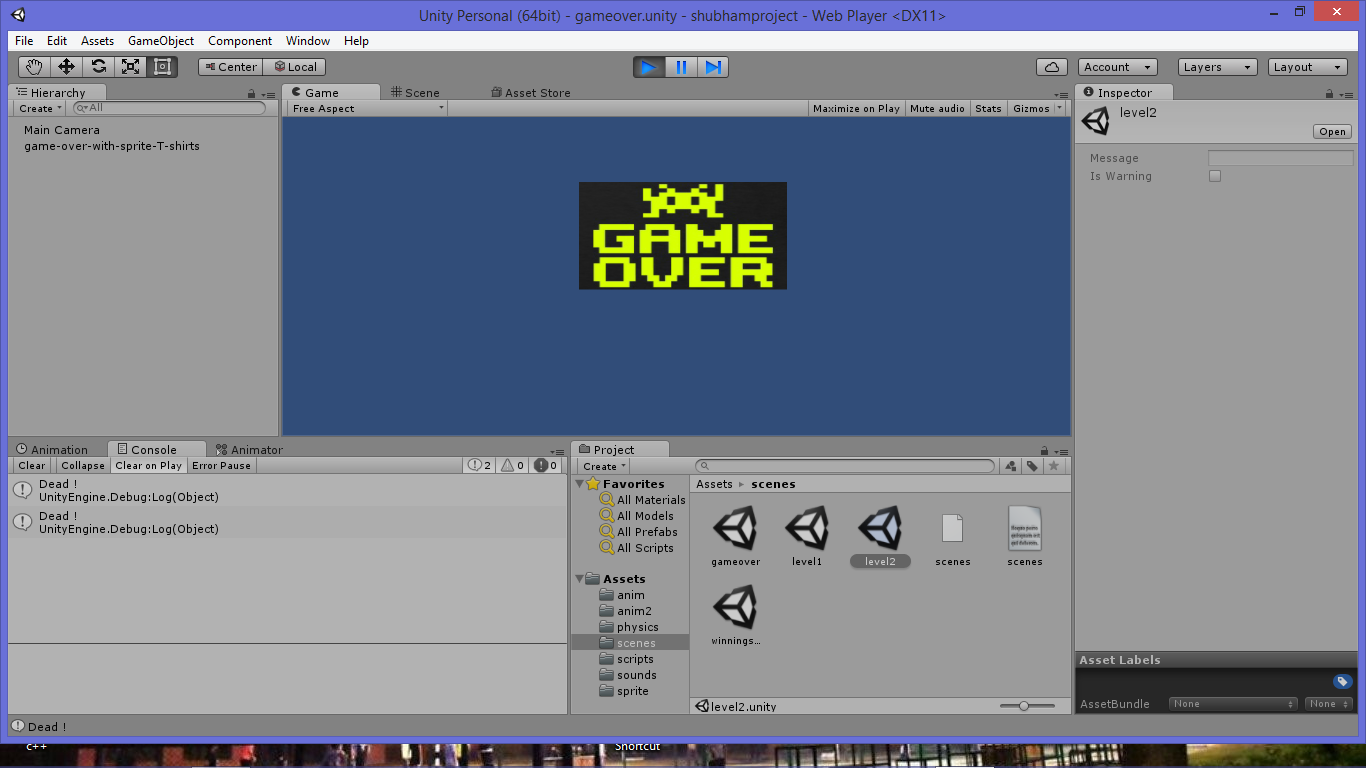 Unity Personal (64bit) - gameover.unity - shubhamproject - Web Player <DX11>
File Edit Assets GameObject Component Window Help
Center Local
Account Layers Layout
Hierarchy
Create All
Main Camera
game-over-with-sprite-T-shirts
Game Scene Asset Store
Free Aspect Maximize on Play Mute audio Stats Gizmos
GAME
OVER
Inspector
level2
Open
Message
Is Warning
Animation Console Animator
Clear Collapse Clear on Play Error Pause 2 0 0
Dead !
UnityEngine.Debug:Log(Object)
Dead !
UnityEngine.Debug:Log(Object)
Project
Create
Favorites
All Materials
All Models
All Prefabs
All Scripts
Assets
anim
anim2
physics
scenes
scripts
sounds
sprite
Assets ▸ scenes
gameover level1 level2 scenes scenes
winnings...
level2.unity
Asset Labels
AssetBundle None None
Dead !
c++ Shortcut